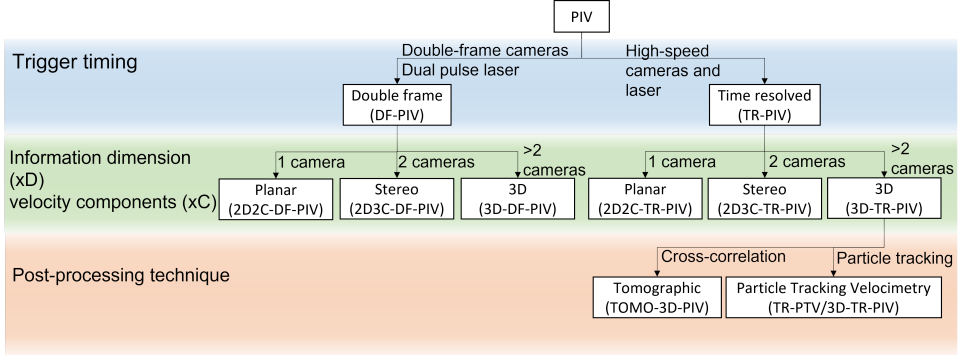 PIV
Trigger timing
Double-frame cameras
Dual pulse laser
High-speed
cameras and
laser
Double frame
(DF-PIV)
Time resolved
(TR-PIV)
Information dimension
(xD)
velocity components (xC)
1 camera
2 cameras
>2
cameras
1 camera
2 cameras
>2
cameras
Planar
(2D2C-DF-PIV)
Stereo
(2D3C-DF-PIV)
3D
(3D-DF-PIV)
Planar
(2D2C-TR-PIV)
Stereo
(2D3C-TR-PIV)
3D
(3D-TR-PIV)
Post-processing technique
Cross-correlation
Particle tracking
Tomographic
(TOMO-3D-PIV)
Particle Tracking Velocimetry
(TR-PTV/3D-TR-PIV)